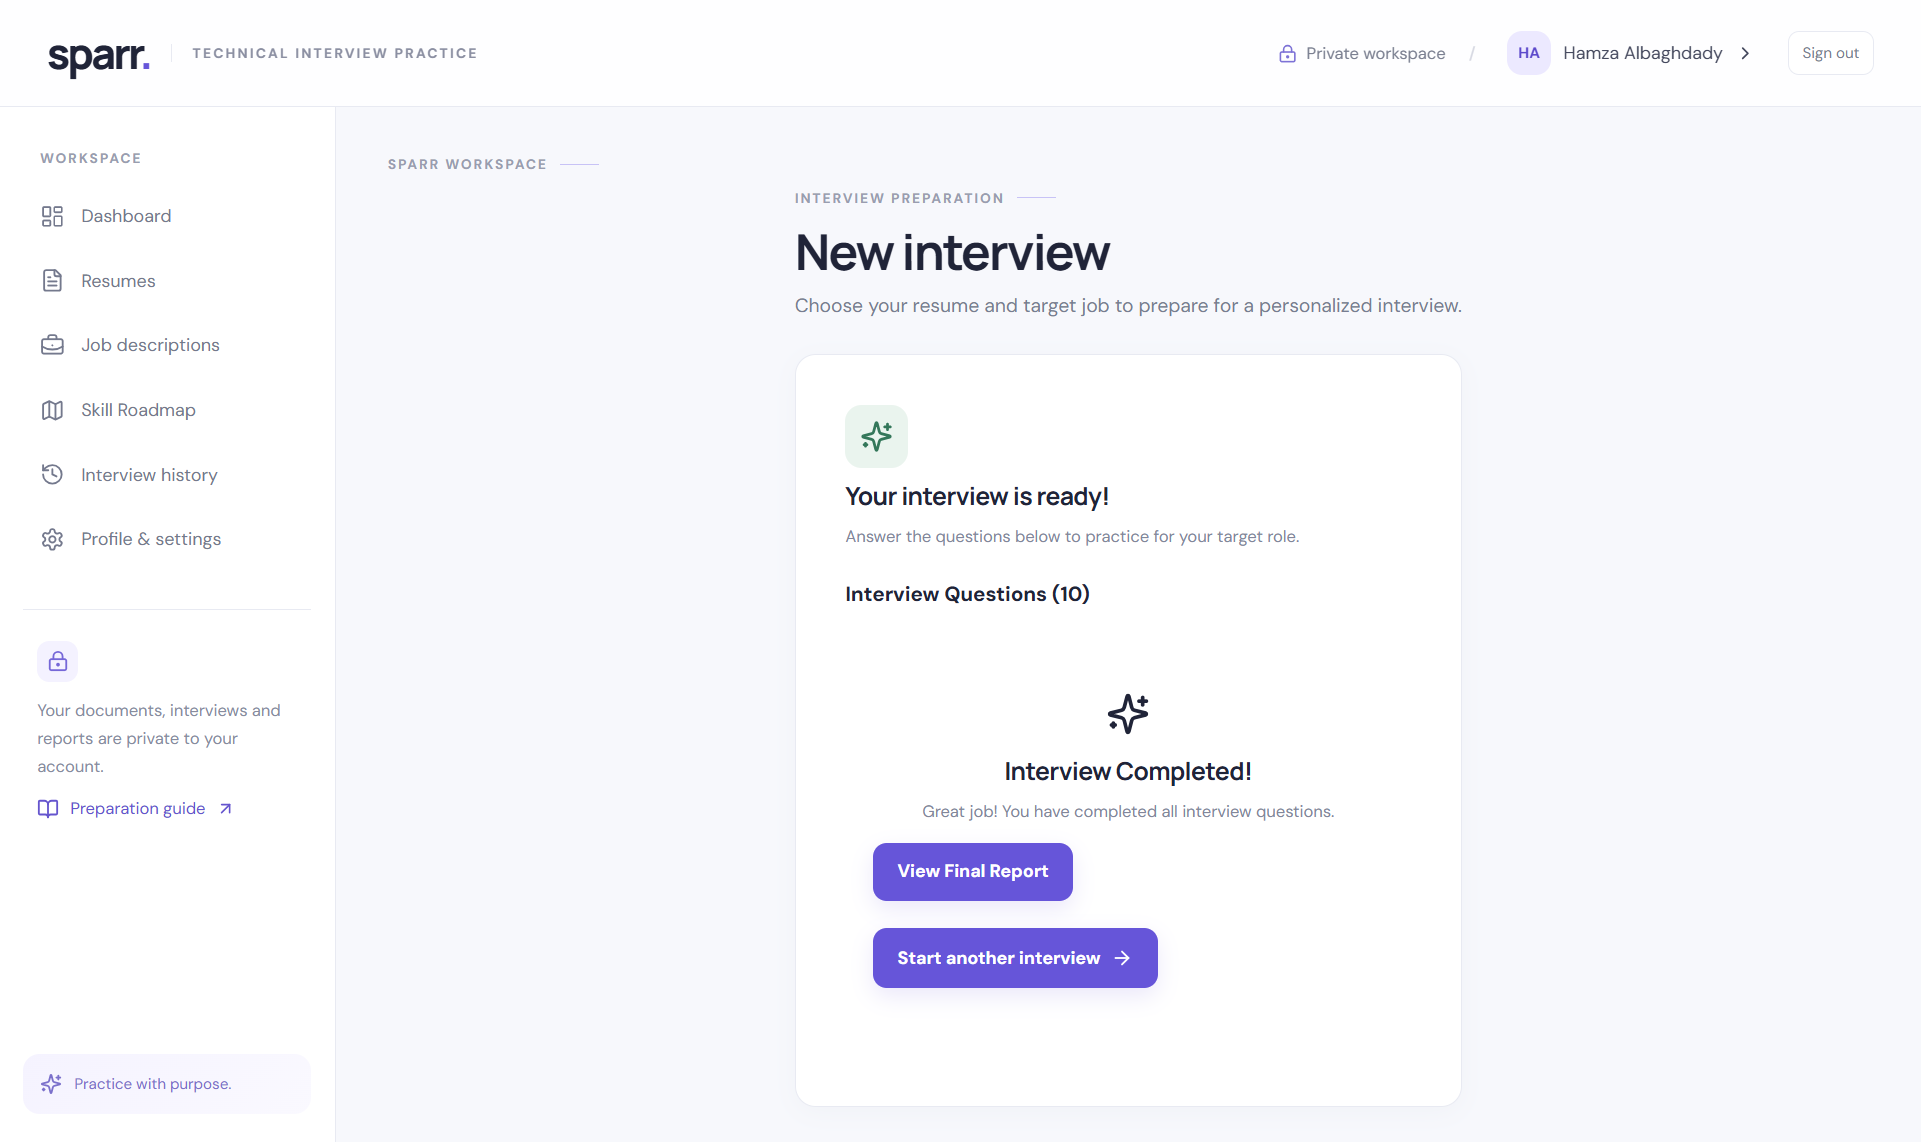 sparr.
TECHNICAL INTERVIEW PRACTICE
Private workspace
/
HA
Hamza Albaghdady
Sign out
WORKSPACE
Dashboard
Resumes
Job descriptions
Skill Roadmap
Interview history
Profile & settings
Your documents, interviews and
reports are private to your
account.
Preparation guide
Practice with purpose.
SPARR WORKSPACE
INTERVIEW PREPARATION
New interview
Choose your resume and target job to prepare for a personalized interview.
Your interview is ready!
Answer the questions below to practice for your target role.
Interview Questions (10)
Interview Completed!
Great job! You have completed all interview questions.
View Final Report
Start another interview